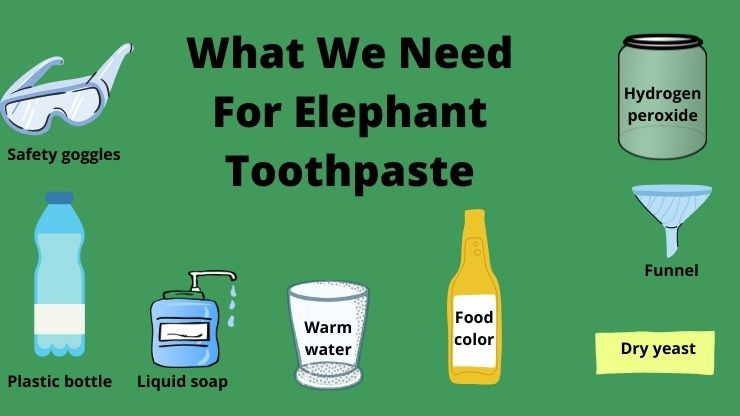 What We Need
For Elephant
Toothpaste
Safety goggles
Hydrogen
peroxide
Funnel
Food
color
Warm
water
Dry yeast
Plastic bottle
Liquid soap